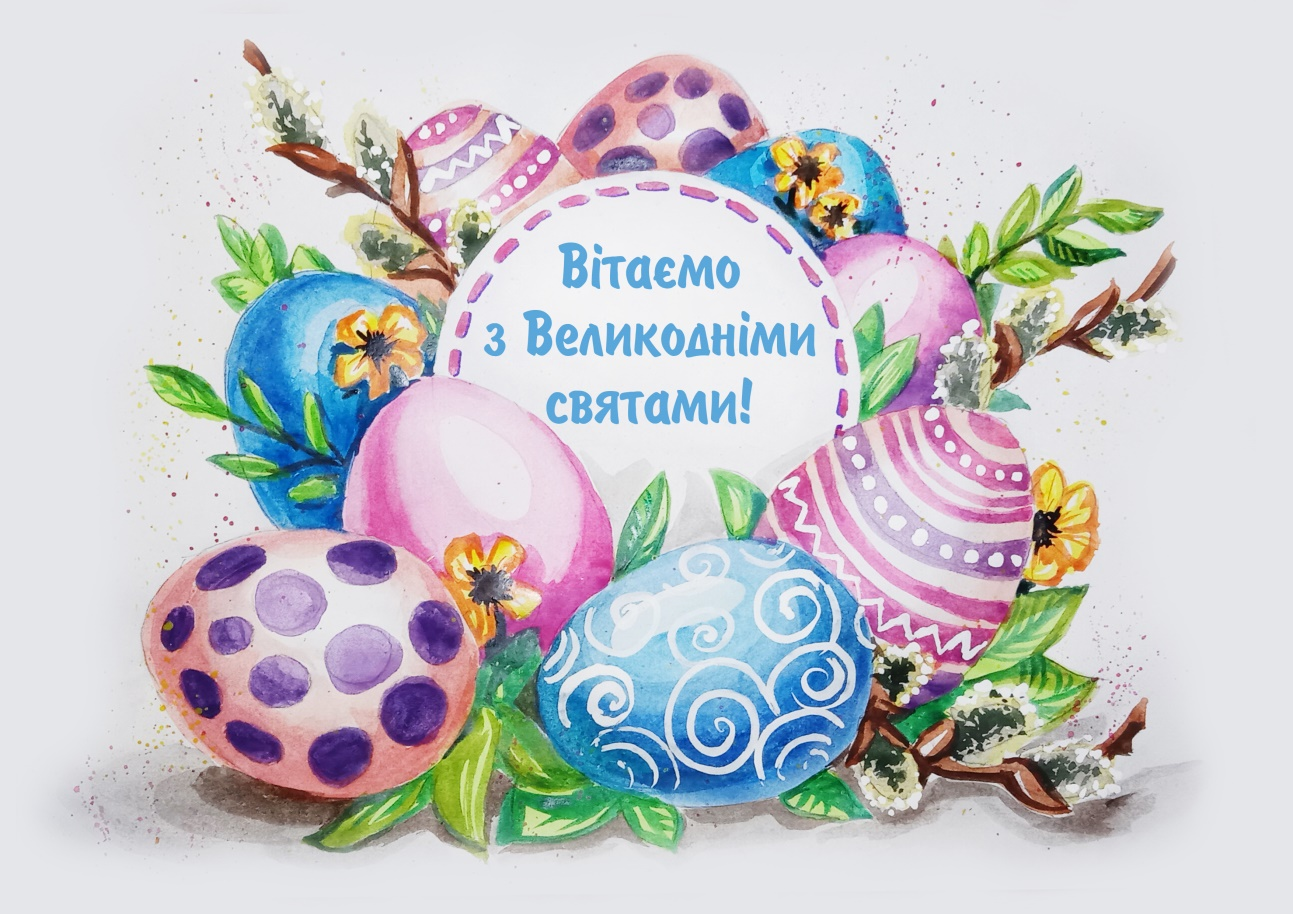 Вітаємо
з Великодніми
святами!